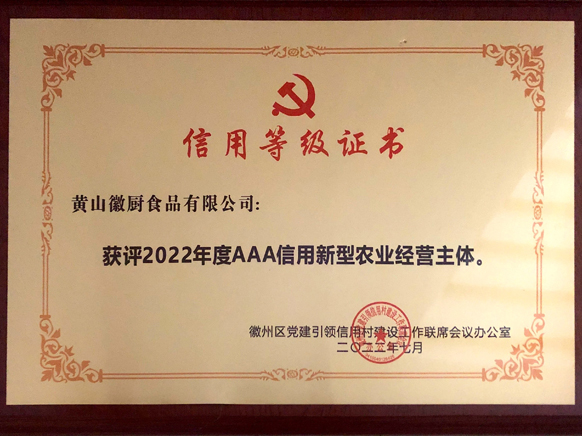 信用等级证书
黄山徽厨食品有限公司:
获评2022年度AAA信用新型农业经营主体。
徽州区党建引领信用村建设工作联席会议办公室
二〇二二年七月